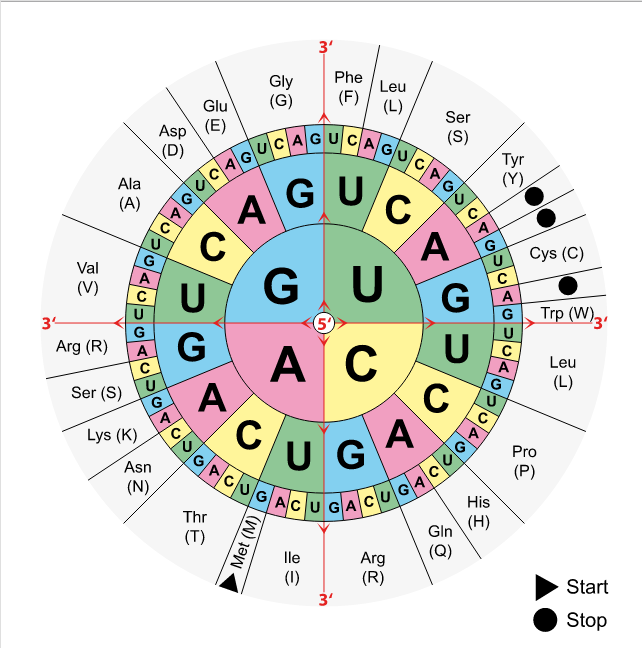 3‘
Phe
(F)
Leu
(L)
Ser
(S)
Tyr
(Y)
Cys (C)
Trp (W)
3‘
Leu
(L)
Pro
(P)
His
(H)
Gln
(Q)
Arg
(R)
3‘
Ile
(I)
Met (M)
Thr
(T)
Asn
(N)
Lys (K)
Ser (S)
Arg (R)
3‘
Val
(V)
Ala
(A)
Asp
(D)
Glu
(E)
Gly
(G)
U C A G U C A G U C A G U C A G
U C A G U C A G U C A G U C A G
U C A G U C A G U C A G U C A G
U C A G U C A G U C A G U C A G
U C A G
U C A G
U C A G
U C A G
G U
5‘
A C
Start
Stop